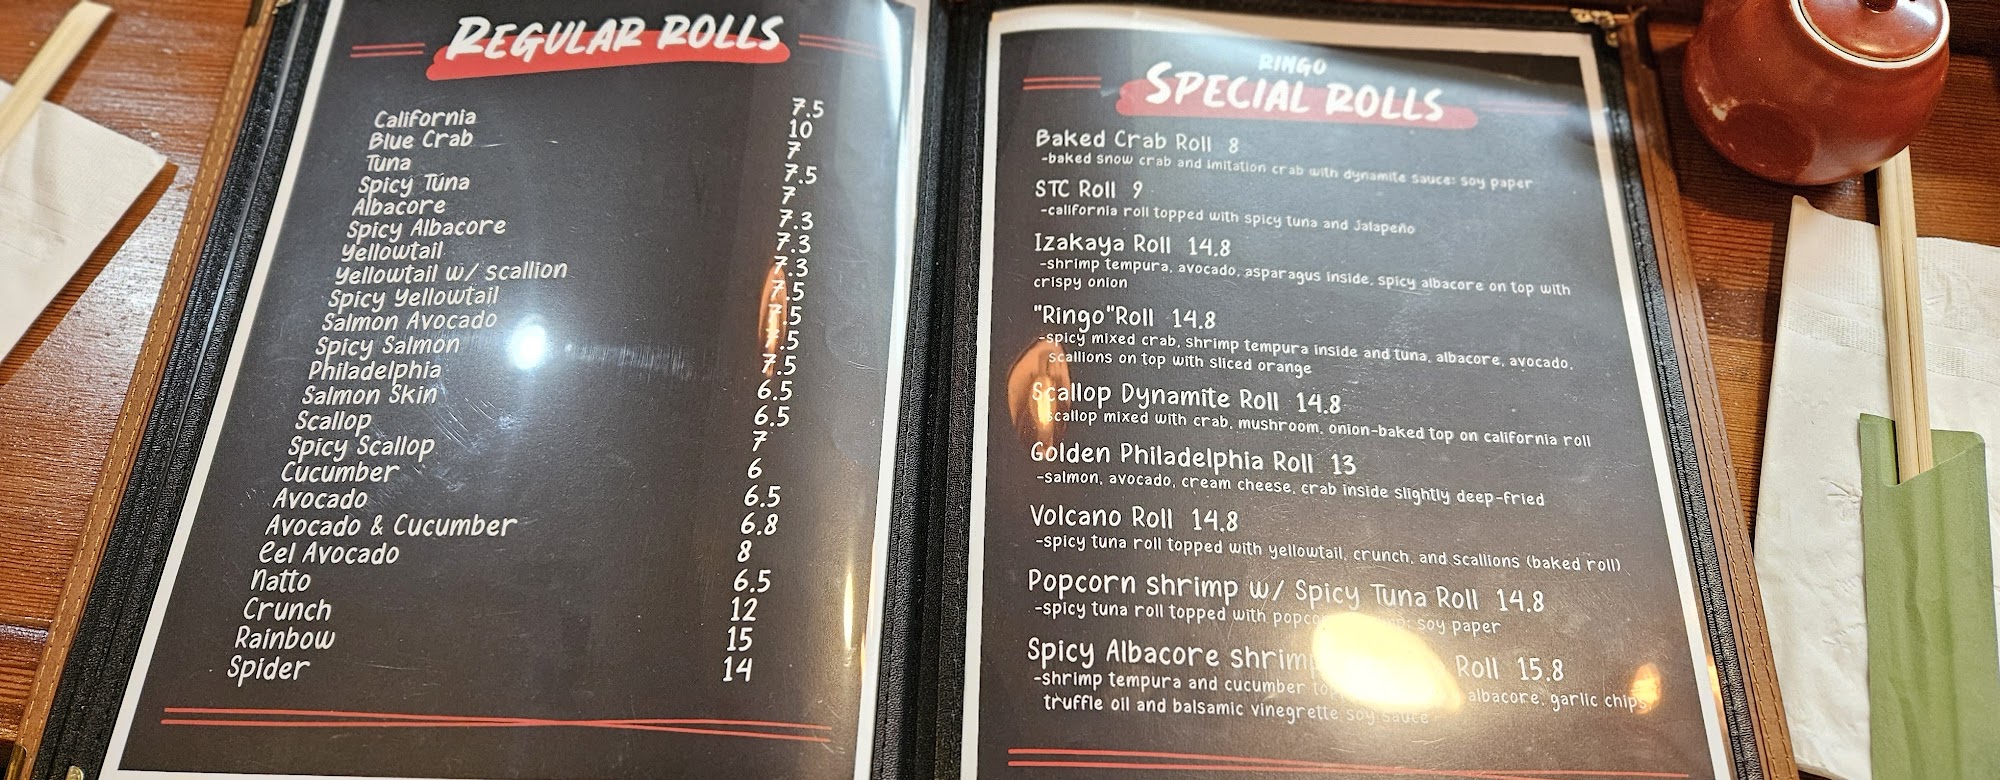 REGULAR ROLLS
California 7.5
Blue Crab 10
Tuna 7
Spicy Tuna 7.5
Albacore 7
Spicy Albacore 7.3
Yellowtail 7.3
Yellowtail w/ scallion 7.3
Spicy Yellowtail 7.5
Salmon Avocado 7.5
Spicy Salmon 7.5
Philadelphia 7.5
Salmon Skin 6.5
Scallop 6.5
Spicy Scallop 7
Cucumber 6
Avocado 6.5
Avocado & Cucumber 6.8
Eel Avocado 8
Natto 6.5
Crunch 12
Rainbow 15
Spider 14
RINGO
SPECIAL ROLLS
Baked Crab Roll 8
-baked snow crab and imitation crab with dynamite sauce: soy paper
STC Roll 9
-california roll topped with spicy tuna and Jalapeño
Izakaya Roll 14.8
-shrimp tempura, avocado, asparagus inside, spicy albacore on top with
crispy onion
"Ringo"Roll 14.8
-spicy mixed crab, shrimp tempura inside and tuna, albacore, avocado,
scallions on top with sliced orange
Scallop Dynamite Roll 14.8
-scallop mixed with crab, mushroom, onion-baked top on california roll
Golden Philadelphia Roll 13
-salmon, avocado, cream cheese, crab inside slightly deep-fried
Volcano Roll 14.8
-spicy tuna roll topped with yellowtail, crunch, and scallions (baked roll)
Popcorn shrimp w/ Spicy Tuna Roll 14.8
-spicy tuna roll topped with soy paper
Spicy Albacore shrimp Roll 15.8
-shrimp tempura and cucumber albacore, garlic chips
truffle oil and balsamic vinegrette soy sauce